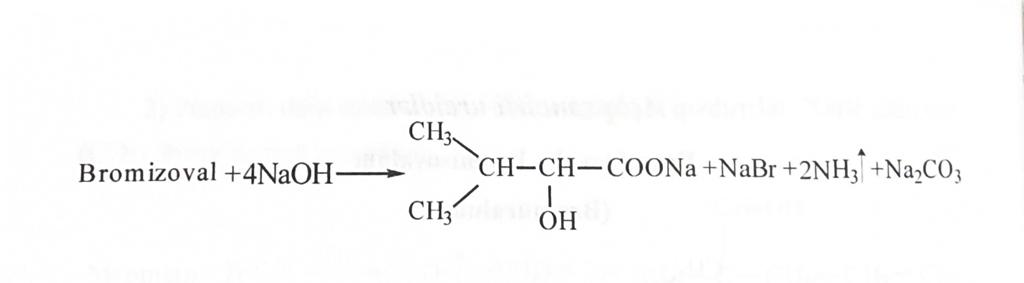 CH₃
Bromizoval +4NaOH⟶ CH—CH—COONa +NaBr +2NH₃↑ +Na₂CO₃
CH₃ OH